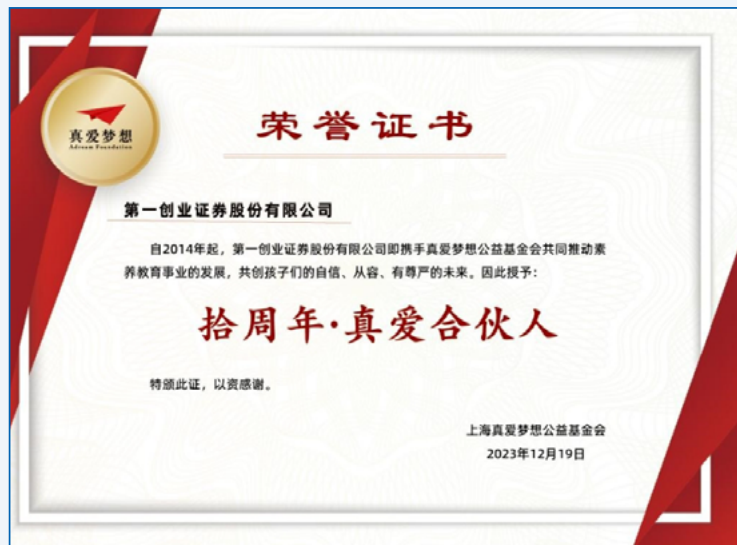 真爱梦想
Adream Foundation
荣誉证书
第一创业证券股份有限公司
自2014年起，第一创业证券股份有限公司即携手真爱梦想公益基金会共同推动素
养教育事业的发展，共创孩子们的自信、从容、有尊严的未来。因此授予：
拾周年·真爱合伙人
特颁此证，以资感谢。
上海真爱梦想公益基金会
2023年12月19日